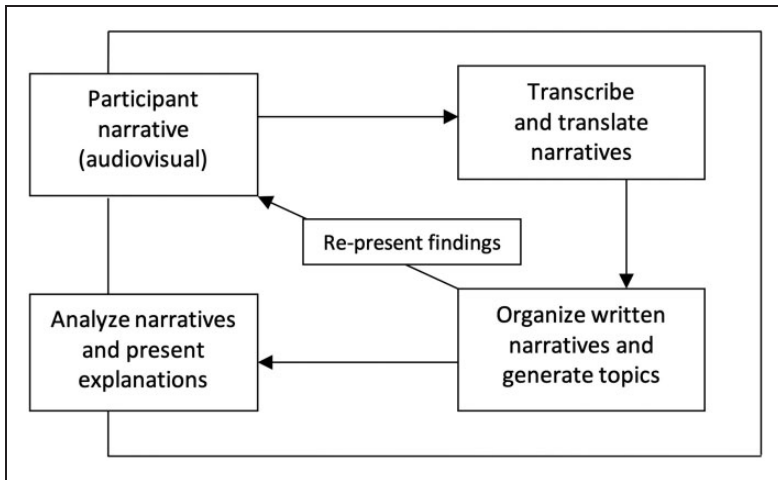 Participant
narrative
(audiovisual)
Transcribe
and translate
narratives
Re-present findings
Analyze narratives
and present
explanations
Organize written
narratives and
generate topics